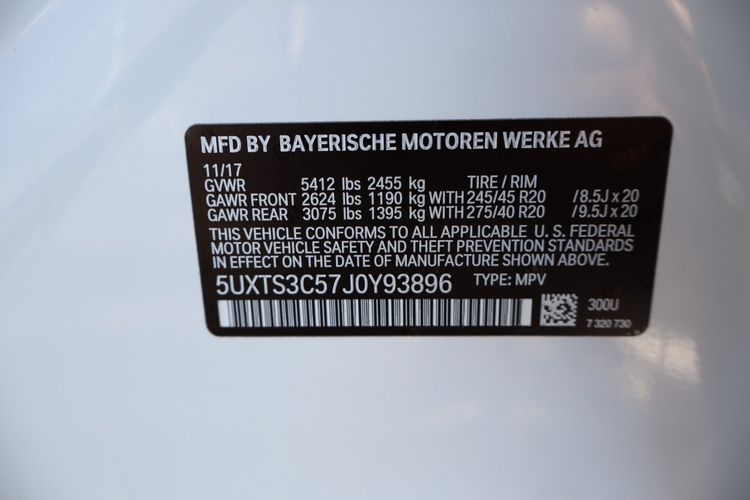 MFD BY BAYERISCHE MOTOREN WERKE AG
11/17
GVWR 5412 lbs 2455 kg TIRE / RIM
GAWR FRONT 2624 lbs 1190 kg WITH 245/45 R20 /8.5J x 20
GAWR REAR 3075 lbs 1395 kg WITH 275/40 R20 /9.5J x 20
THIS VEHICLE CONFORMS TO ALL APPLICABLE U. S. FEDERAL
MOTOR VEHICLE SAFETY AND THEFT PREVENTION STANDARDS
IN EFFECT ON THE DATE OF MANUFACTURE SHOWN ABOVE.
5UXTS3C57J0Y93896 TYPE: MPV
300U
7 320 730